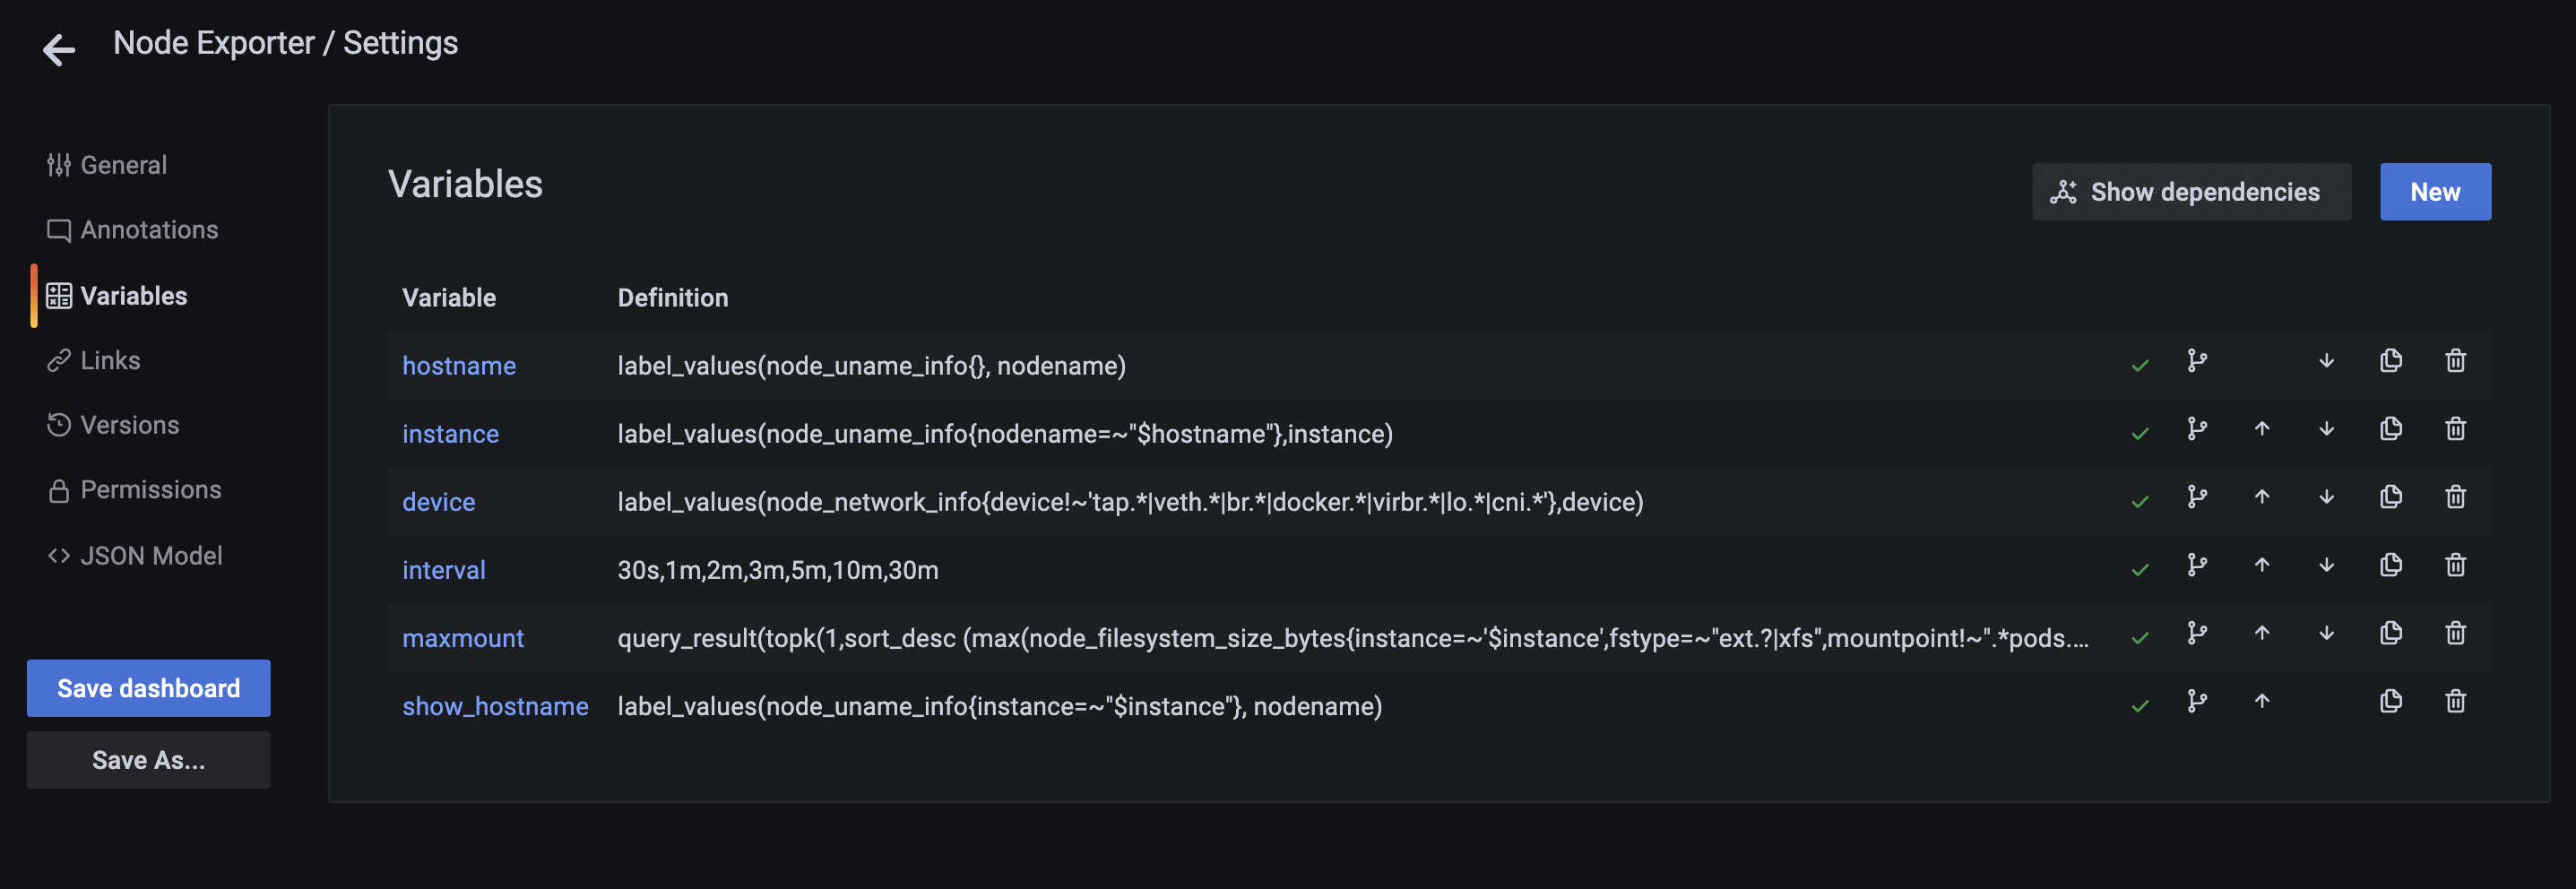 Node Exporter / Settings
General
Annotations
Variables
Links
Versions
Permissions
JSON Model
Save dashboard
Save As...
Variables
Show dependencies
New
Variable Definition
hostname label_values(node_uname_info{}, nodename)
instance label_values(node_uname_info{nodename=~"$hostname"},instance)
device label_values(node_network_info{device!~'tap.*|veth.*|br.*|docker.*|virbr.*|lo.*|cni.*'},device)
interval 30s,1m,2m,3m,5m,10m,30m
maxmount query_result(topk(1,sort_desc (max(node_filesystem_size_bytes{instance=~'$instance',fstype=~"ext.?|xfs",mountpoint!~".*pods....
show_hostname label_values(node_uname_info{instance=~"$instance"}, nodename)